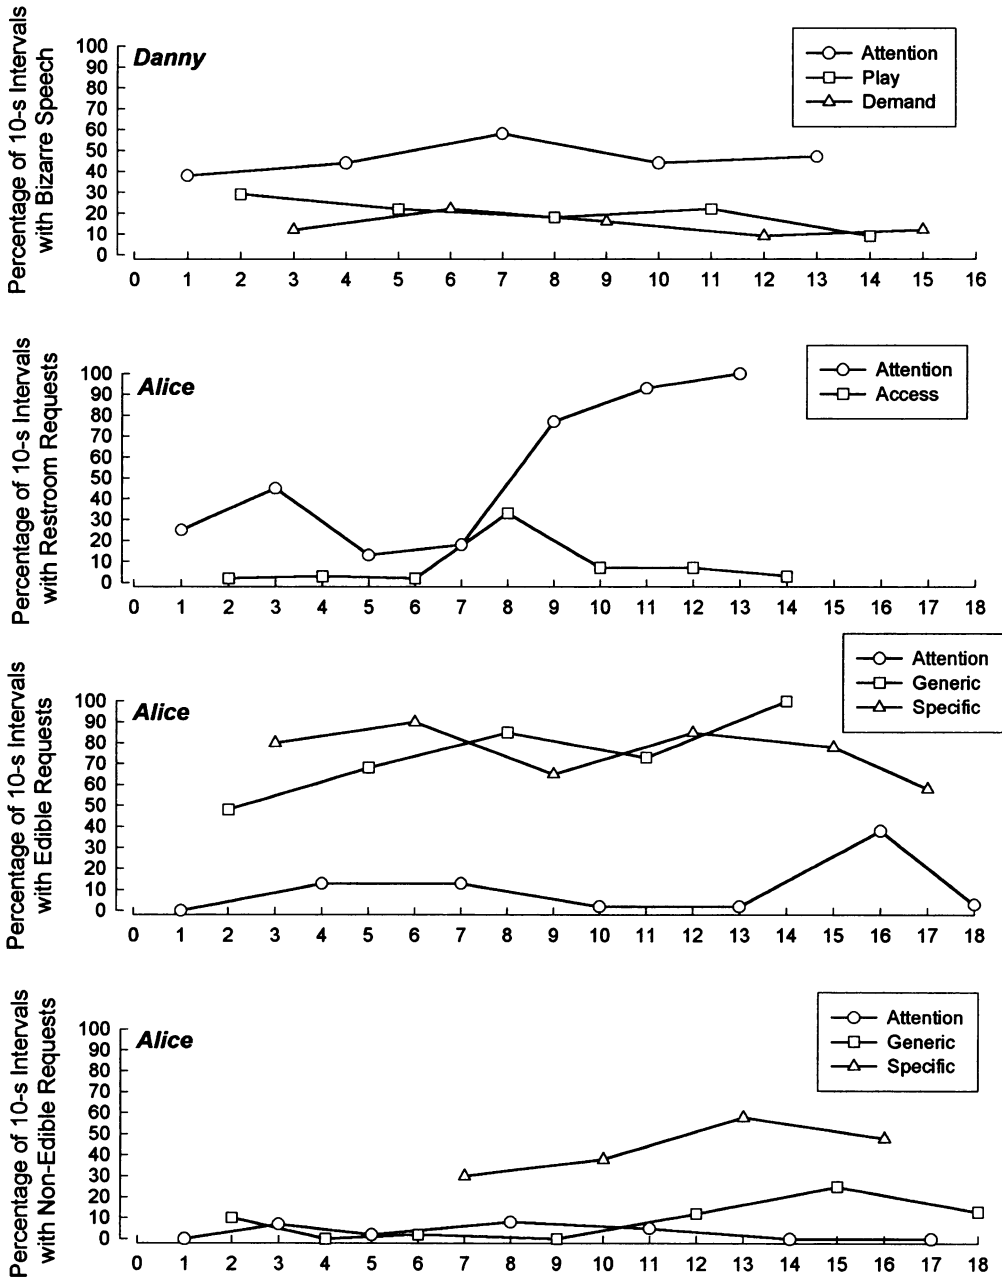 Percentage of 10-s Intervals
with Bizarre Speech
Danny
100
90
80
70
60
50
40
30
20
10
0
0 1 2 3 4 5 6 7 8 9 10 11 12 13 14 15 16
Attention
Play
Demand
Percentage of 10-s Intervals
with Restroom Requests
Alice
100
90
80
70
60
50
40
30
20
10
0
0 1 2 3 4 5 6 7 8 9 10 11 12 13 14 15 16 17 18
Attention
Access
Percentage of 10-s Intervals
with Edible Requests
Alice
100
90
80
70
60
50
40
30
20
10
0
0 1 2 3 4 5 6 7 8 9 10 11 12 13 14 15 16 17 18
Attention
Generic
Specific
Percentage of 10-s Intervals
with Non-Edible Requests
Alice
100
90
80
70
60
50
40
30
20
10
0
0 1 2 3 4 5 6 7 8 9 10 11 12 13 14 15 16 17 18
Attention
Generic
Specific